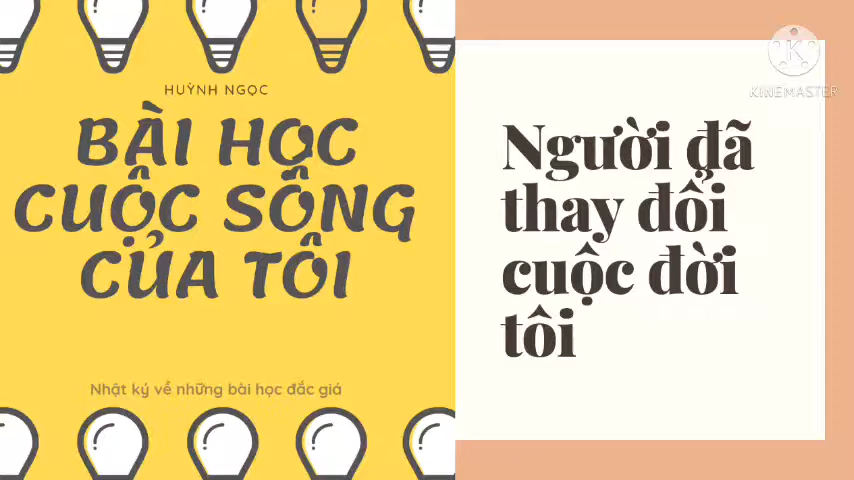 HUỲNH NGỌC
BÀI HỌC
CUỘC SỐNG
CỦA TÔI
Nhật ký về những bài học đắc giá
KINEMASTER
Người đã
thay đổi
cuộc đời
tôi